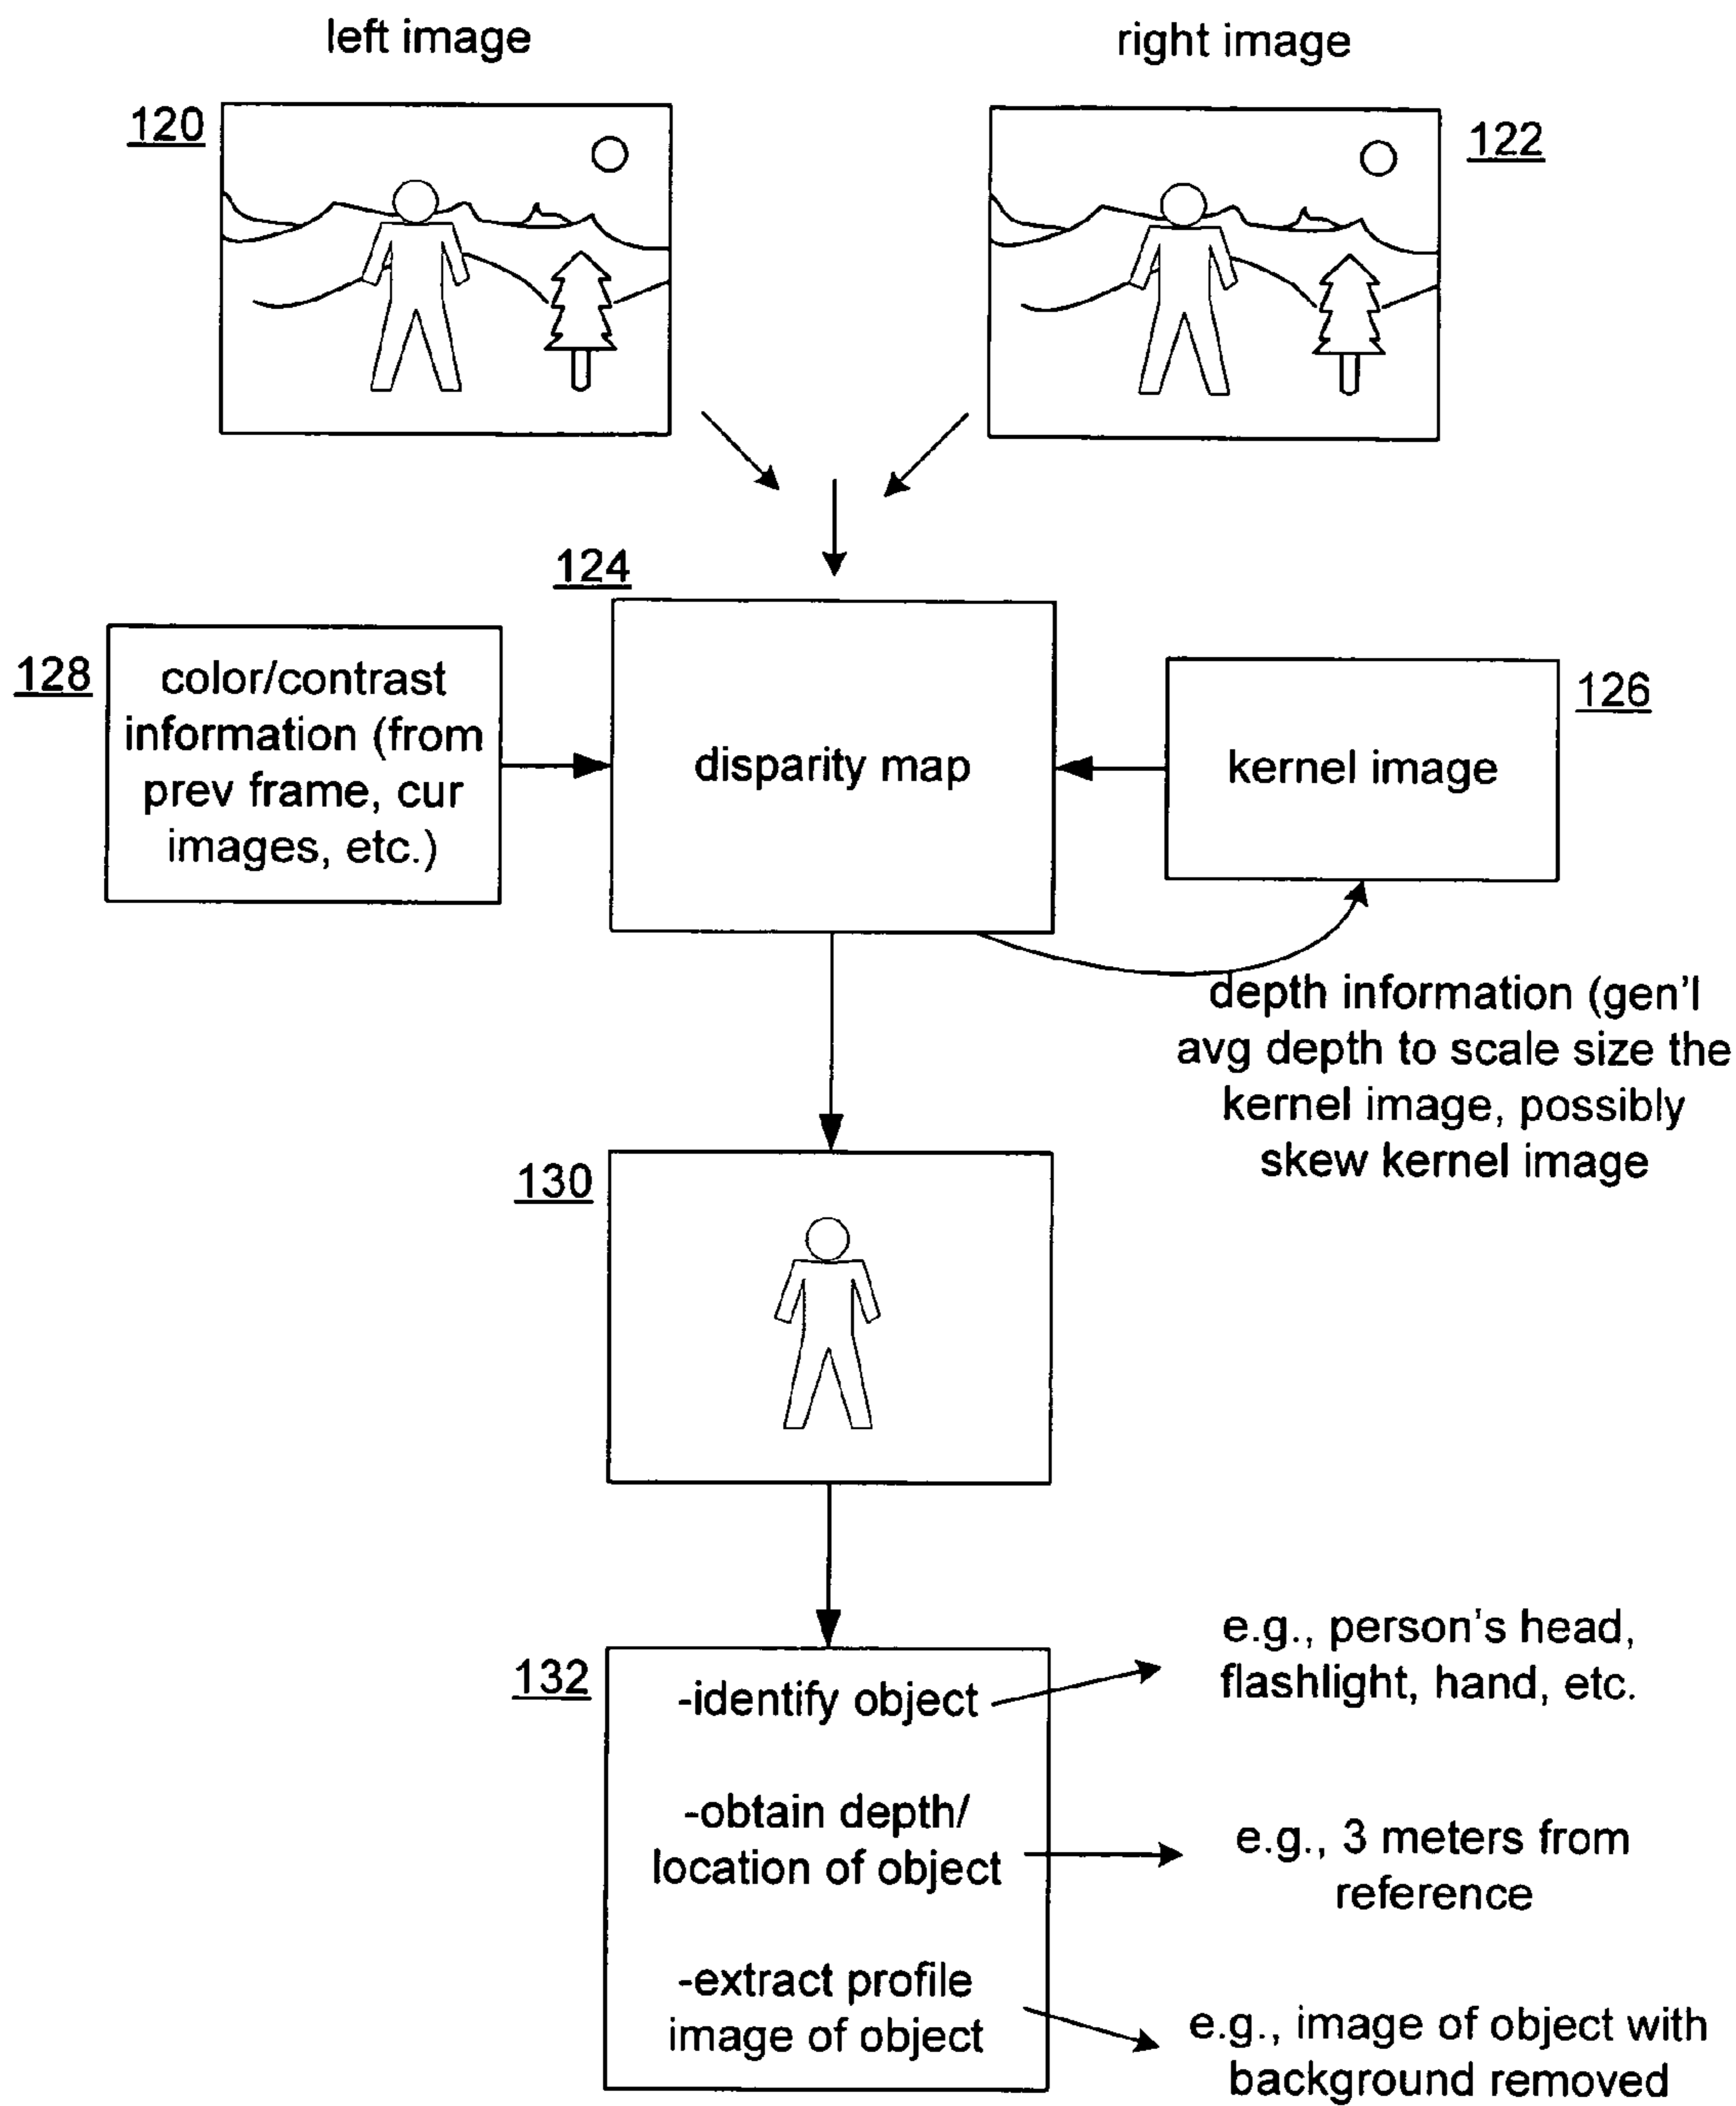 left image
right image
120
122
124
128
color/contrast
information (from
prev frame, cur
images, etc.)
disparity map
kernel image
126
depth information (gen'l
avg depth to scale size the
kernel image, possibly
skew kernel image
130
132
-identify object
e.g., person's head,
flashlight, hand, etc.
-obtain depth/
location of object
e.g., 3 meters from
reference
-extract profile
image of object
e.g., image of object with
background removed